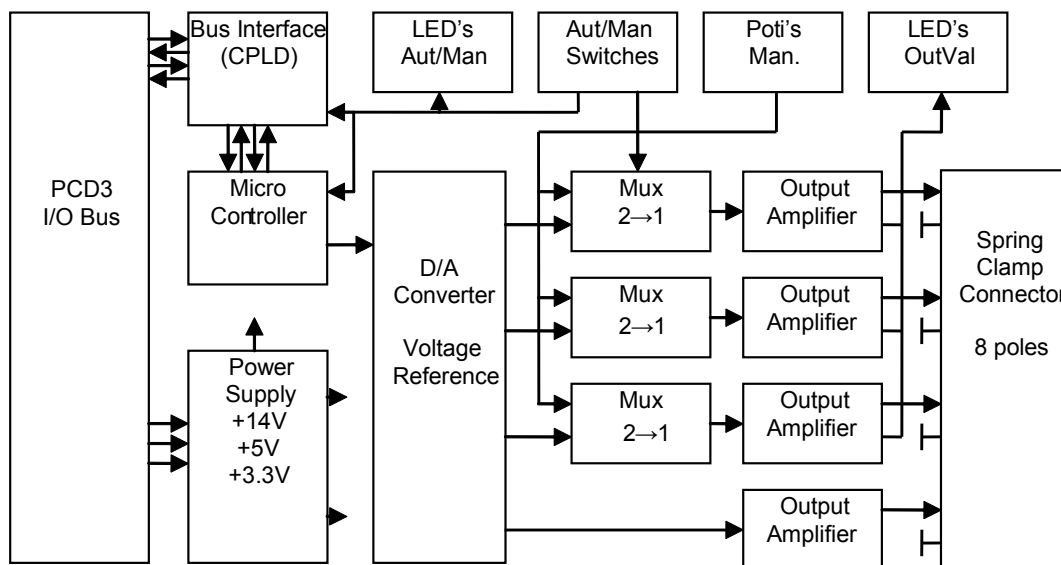 PCD3
I/O Bus
Bus Interface
(CPLD)
LED's
Aut/Man
Aut/Man
Switches
Poti's
Man.
LED's
OutVal
Micro
Controller
Power
Supply
+14V
+5V
+3.3V
D/A
Converter
Voltage
Reference
Mux
2→1
Output
Amplifier
Mux
2→1
Output
Amplifier
Mux
2→1
Output
Amplifier
Output
Amplifier
Spring
Clamp
Connector
8 poles